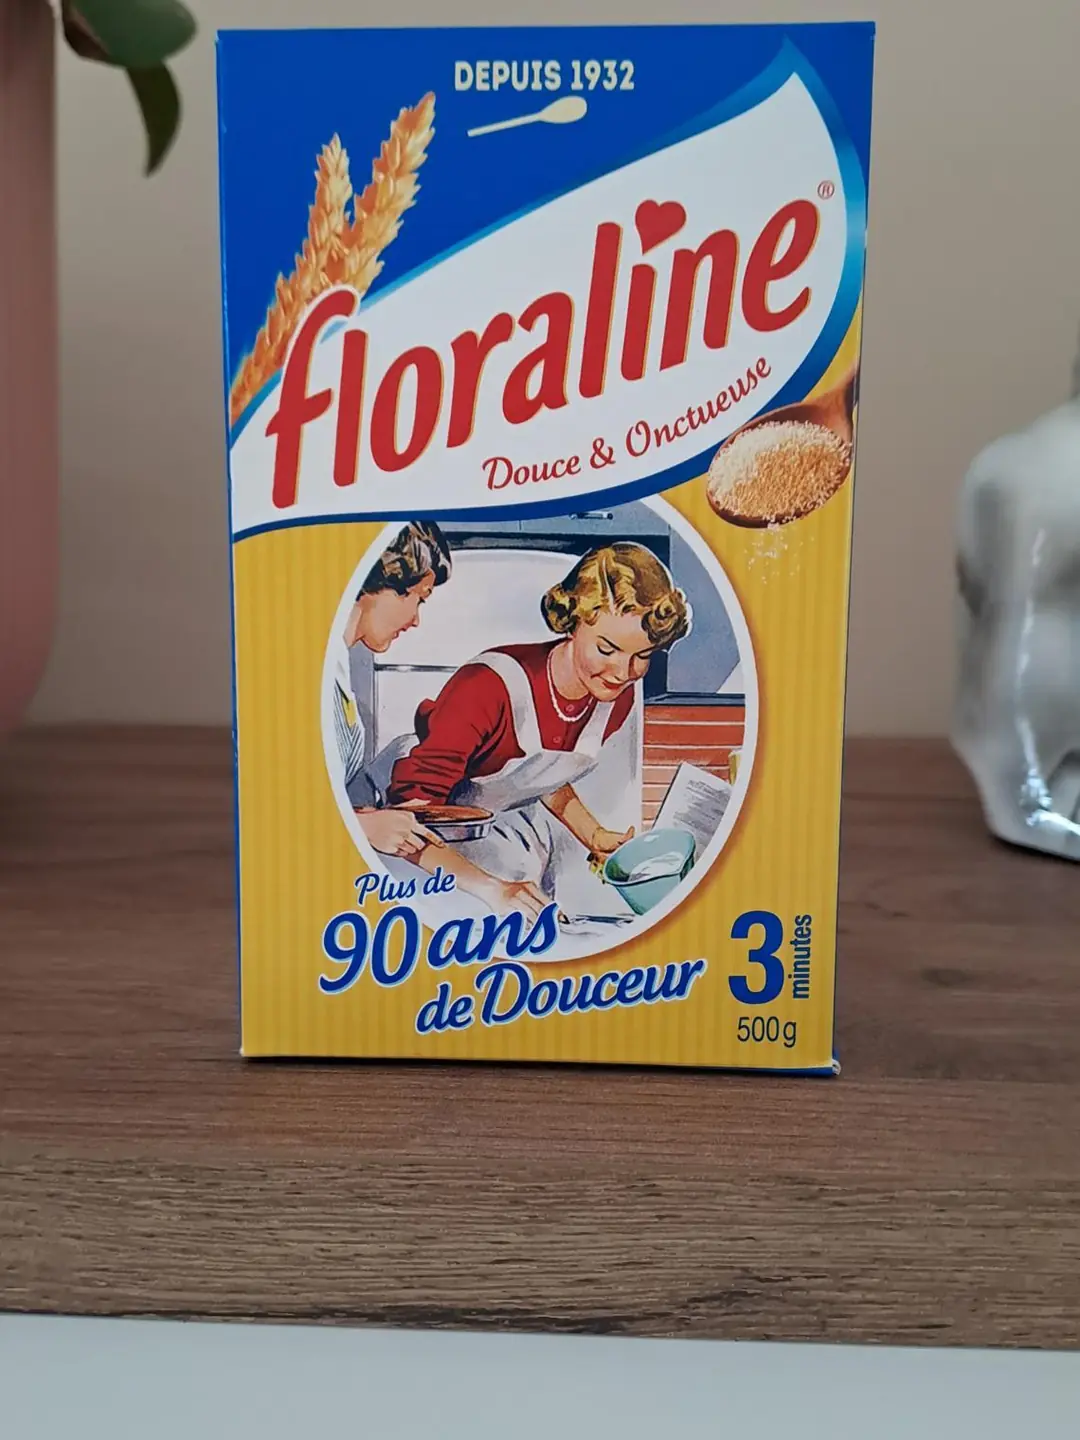 DEPUIS 1932
floraline®
Douce & Onctueuse
Plus de
90 ans
de Douceur
3
minutes
500g